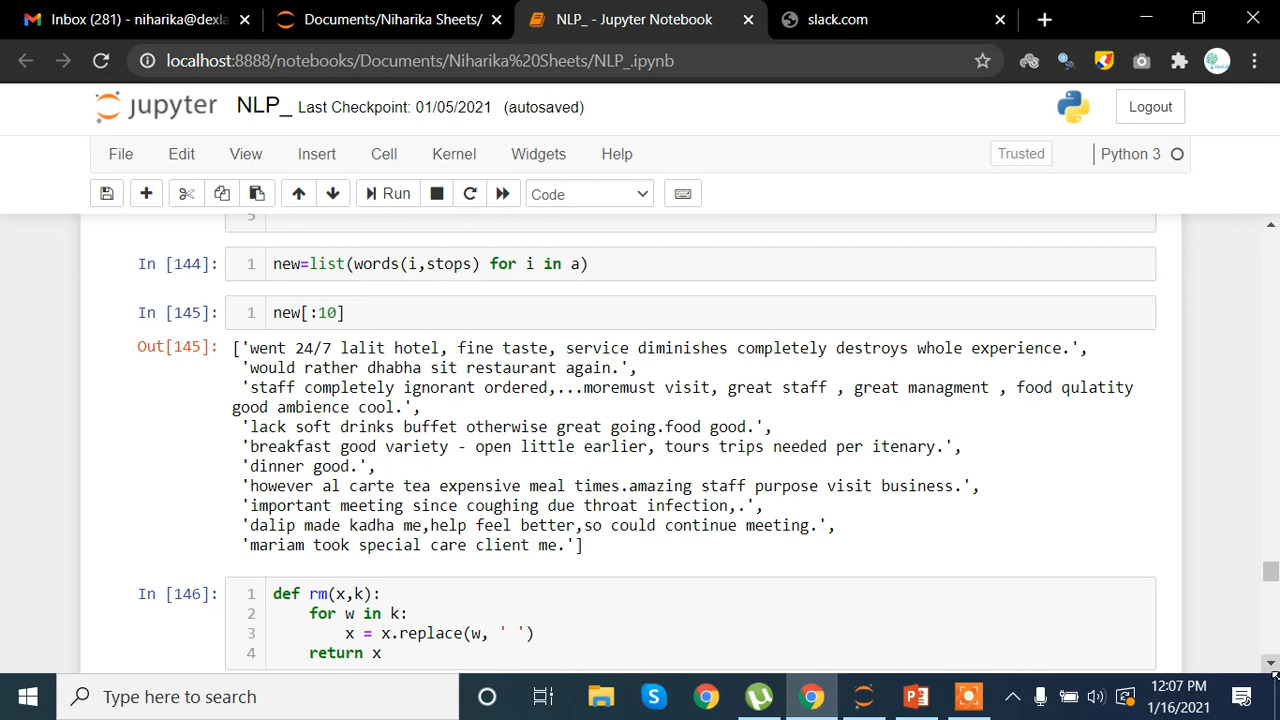 Inbox (281) - niharika@dexla
Documents/Niharika Sheets/
NLP_ - Jupyter Notebook
slack.com
localhost:8888/notebooks/Documents/Niharika%20Sheets/NLP_.ipynb
jupyter NLP_ Last Checkpoint: 01/05/2021 (autosaved)
Logout
File Edit View Insert Cell Kernel Widgets Help Trusted Python 3
Run Code
5
In [144]: 1 new=list(words(i,stops) for i in a)
In [145]: 1 new[:10]
Out[145]: ['went 24/7 lalit hotel, fine taste, service diminishes completely destroys whole experience.',
'would rather dhabha sit restaurant again.',
'staff completely ignorant ordered,...moremust visit, great staff , great managment , food qulatity
good ambience cool.',
'lack soft drinks buffet otherwise great going.food good.',
'breakfast good variety - open little earlier, tours trips needed per itenary.',
'dinner good.',
'however al carte tea expensive meal times.amazing staff purpose visit business.',
'important meeting since coughing due throat infection,.',
'dalip made kadha me,help feel better,so could continue meeting.',
'mariam took special care client me.']
In [146]: 1 def rm(x,k):
2 for w in k:
3 x = x.replace(w, ' ')
4 return x
Type here to search
12:07 PM
1/16/2021